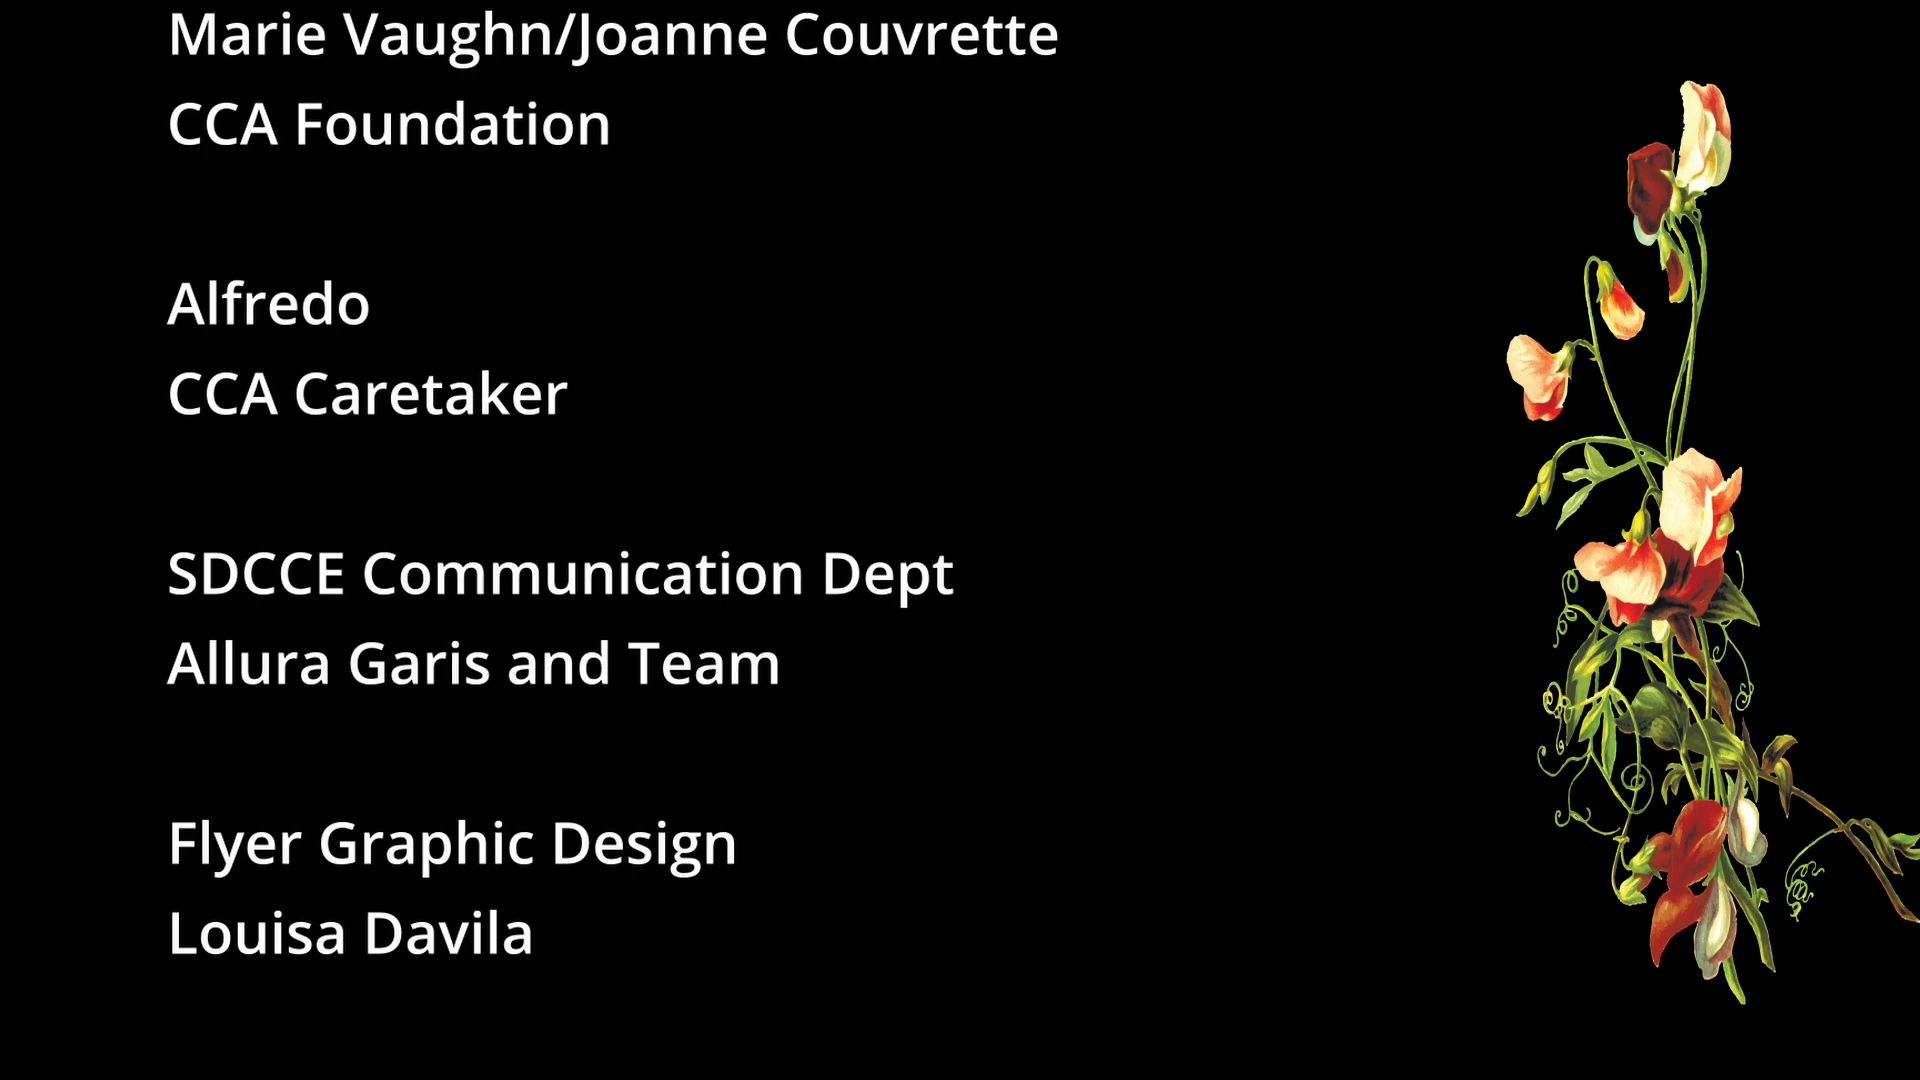 Marie Vaughn/Joanne Couvrette
CCA Foundation
Alfredo
CCA Caretaker
SDCCE Communication Dept
Allura Garis and Team
Flyer Graphic Design
Louisa Davila